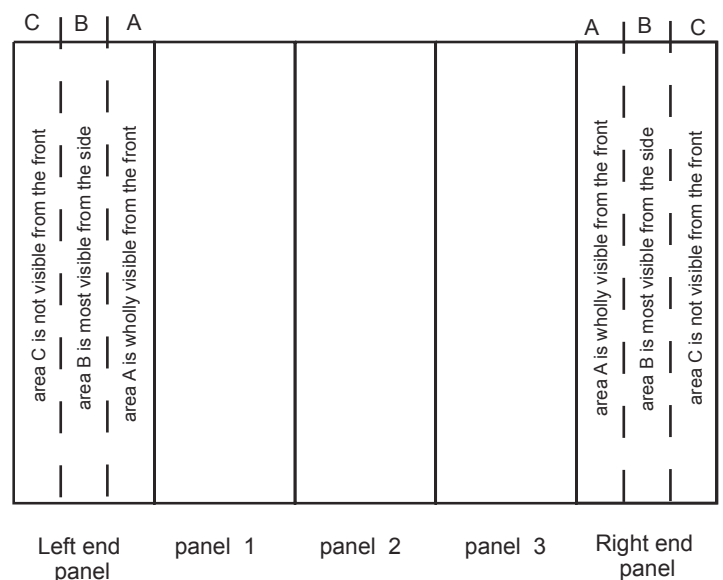 C B A
A B C
area C is not visible from the front
area B is most visible from the side
area A is wholly visible from the front
area A is wholly visible from the front
area B is most visible from the side
area C is not visible from the front
Left end
panel
panel 1
panel 2
panel 3
Right end
panel